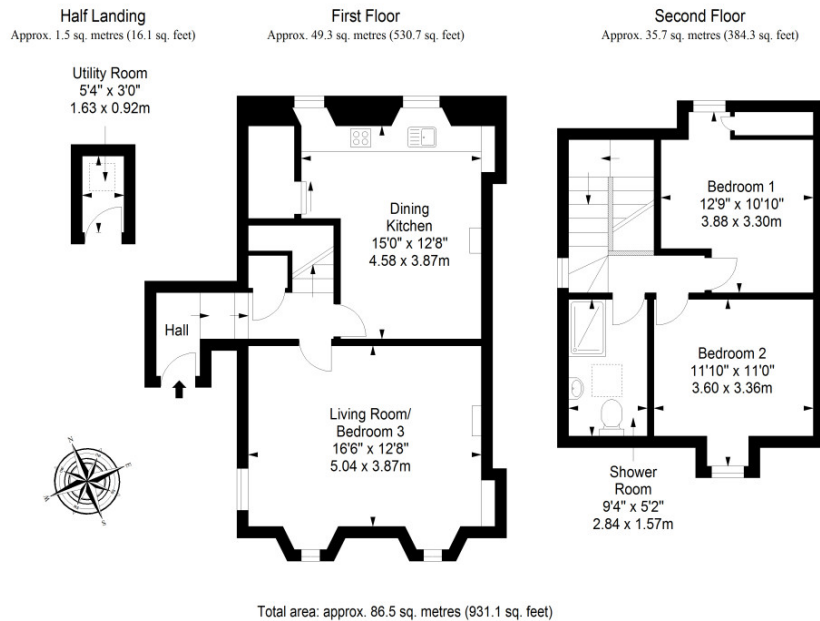 Half Landing
Approx. 1.5 sq. metres (16.1 sq. feet)
Utility Room
5'4" x 3'0"
1.63 x 0.92m
First Floor
Approx. 49.3 sq. metres (530.7 sq. feet)
Dining
Kitchen
15'0" x 12'8"
4.58 x 3.87m
Hall
Living Room/
Bedroom 3
16'6" x 12'8"
5.04 x 3.87m
Second Floor
Approx. 35.7 sq. metres (384.3 sq. feet)
Bedroom 1
12'9" x 10'10"
3.88 x 3.30m
Bedroom 2
11'10" x 11'0"
3.60 x 3.36m
Shower
Room
9'4" x 5'2"
2.84 x 1.57m
N
E
S
W
Total area: approx. 86.5 sq. metres (931.1 sq. feet)